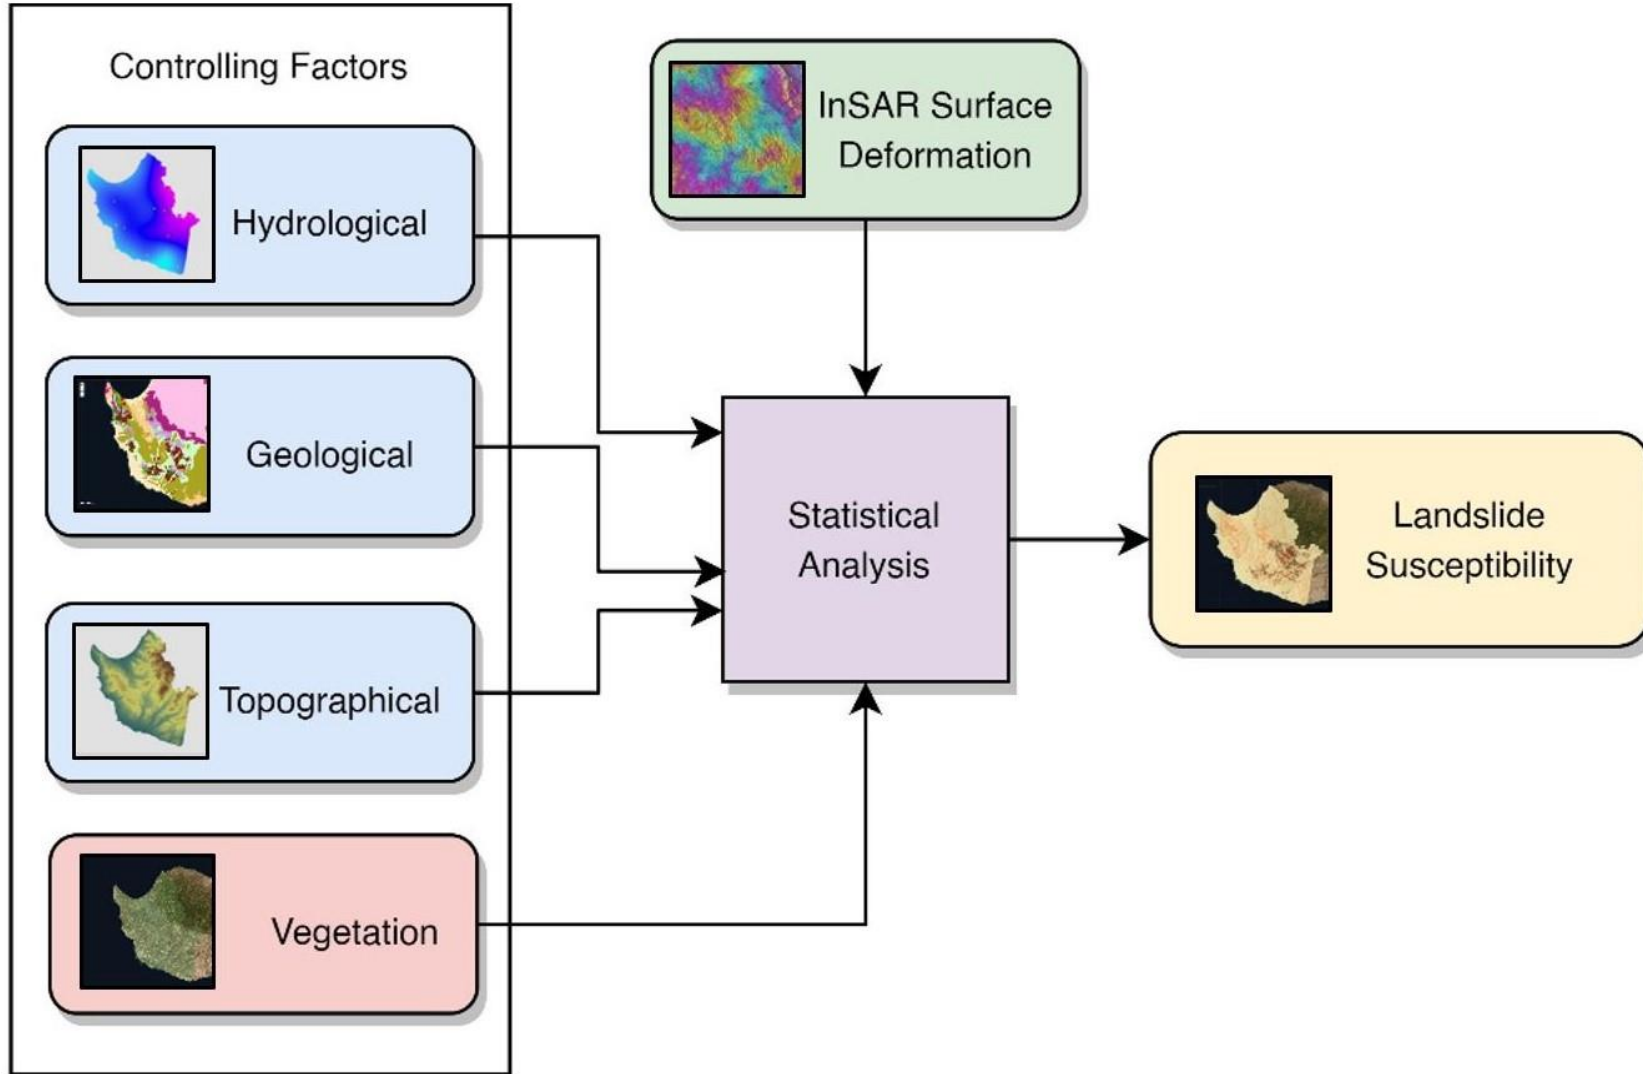 Controlling Factors
Hydrological
Geological
Topographical
Vegetation
InSAR Surface
Deformation
Statistical
Analysis
Landslide
Susceptibility